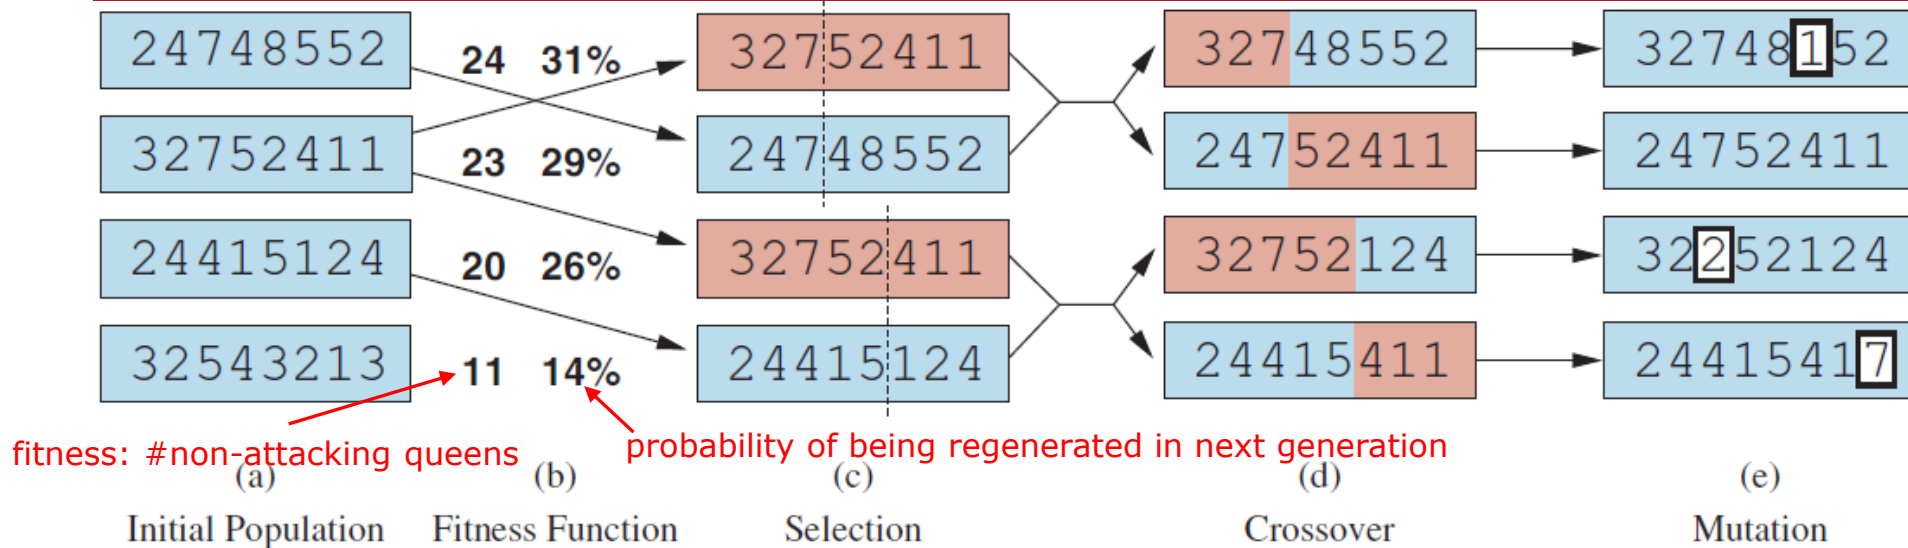 24748552 24 31% 32752411 32748552 32748152
32752411 23 29% 24748552 24752411 24752411
24415124 20 26% 32752411 32752124 32252124
32543213 11 14% 24415124 24415411 24415417
fitness: #non-attacking queens probability of being regenerated in next generation
(a) (b) (c) (d) (e)
Initial Population Fitness Function Selection Crossover Mutation